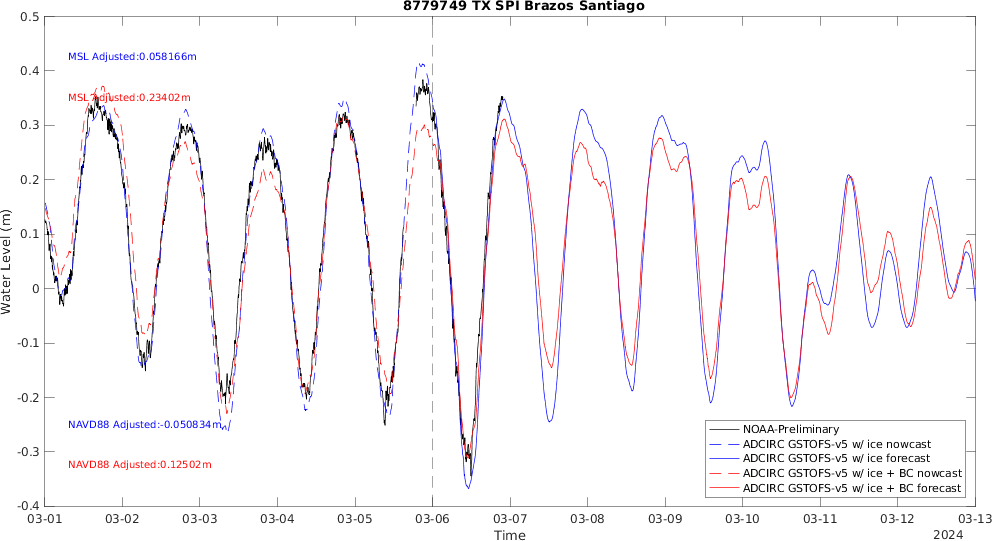 8779749 TX SPI Brazos Santiago
0.5
0.4
0.3
0.2
0.1
0
-0.1
-0.2
-0.3
-0.4
Water Level (m)
MSL Adjusted:0.058166m
MSL Adjusted:0.23402m
NAVD88 Adjusted:-0.050834m
NAVD88 Adjusted:0.12502m
NOAA-Preliminary
ADCIRC GSTOFS-v5 w/ ice nowcast
ADCIRC GSTOFS-v5 w/ ice forecast
ADCIRC GSTOFS-v5 w/ ice + BC nowcast
ADCIRC GSTOFS-v5 w/ ice + BC forecast
03-01 03-02 03-03 03-04 03-05 03-06 03-07 03-08 03-09 03-10 03-11 03-12 03-13
Time
2024